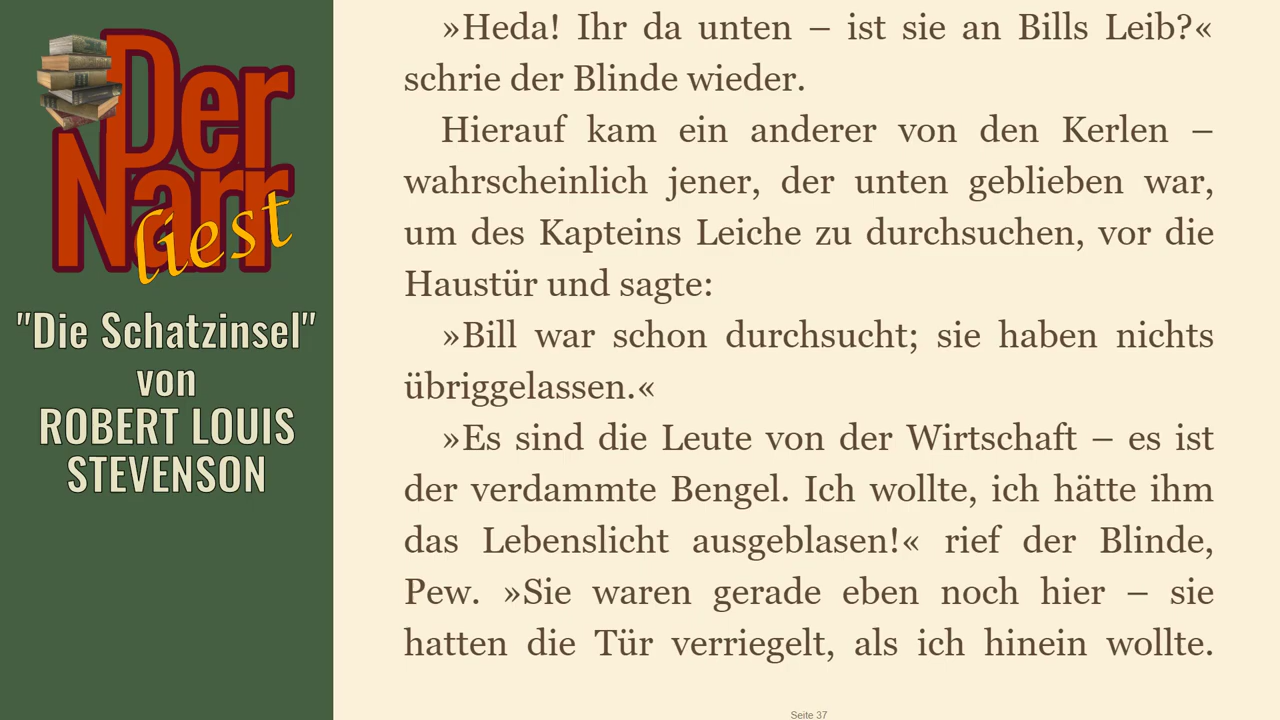 Der
Narr
liest
"Die Schatzinsel"
von
ROBERT LOUIS
STEVENSON
»Heda! Ihr da unten – ist sie an Bills Leib?«
schrie der Blinde wieder.
Hierauf kam ein anderer von den Kerlen –
wahrscheinlich jener, der unten geblieben war,
um des Kapteins Leiche zu durchsuchen, vor die
Haustür und sagte:
»Bill war schon durchsucht; sie haben nichts
übriggelassen.«
»Es sind die Leute von der Wirtschaft – es ist
der verdammte Bengel. Ich wollte, ich hätte ihm
das Lebenslicht ausgeblasen!« rief der Blinde,
Pew. »Sie waren gerade eben noch hier – sie
hatten die Tür verriegelt, als ich hinein wollte.
Seite 37